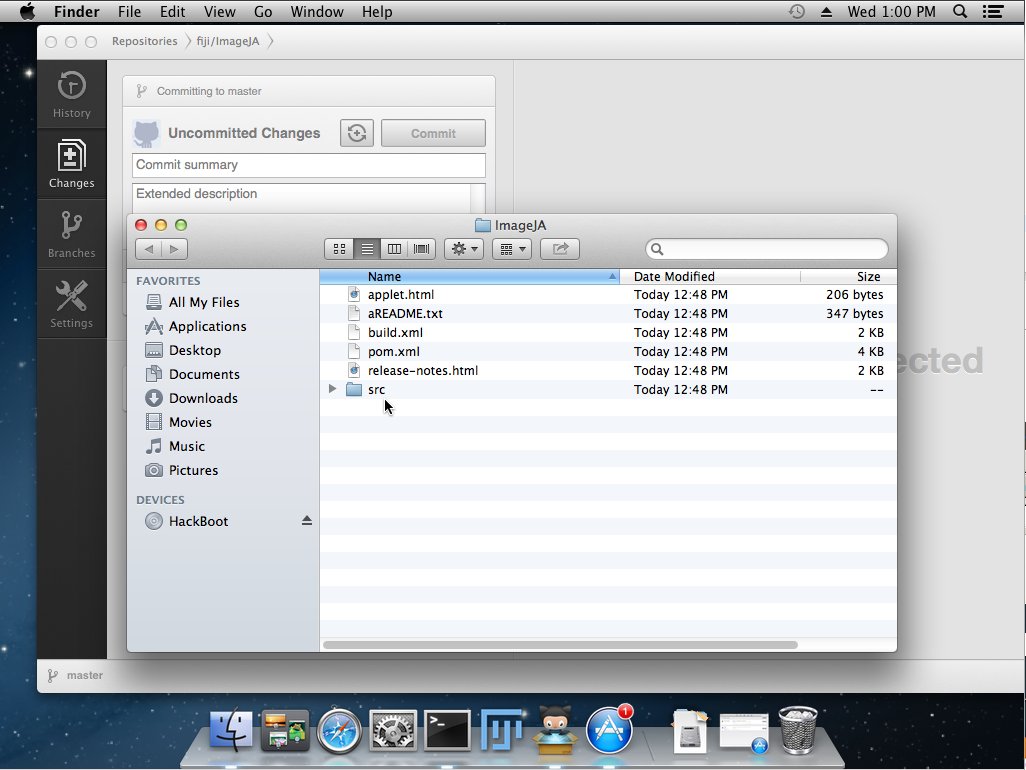 Finder File Edit View Go Window Help Wed 1:00 PM
Repositories fiji/ImageJA
History
Changes
Branches
Settings
Committing to master
Uncommitted Changes Commit
Commit summary
Extended description
ImageJA
FAVORITES
All My Files
Applications
Desktop
Documents
Downloads
Movies
Music
Pictures
DEVICES
HackBoot
Name Date Modified Size
applet.html Today 12:48 PM 206 bytes
aREADME.txt Today 12:48 PM 347 bytes
build.xml Today 12:48 PM 2 KB
pom.xml Today 12:48 PM 4 KB
release-notes.html Today 12:48 PM 2 KB
src Today 12:48 PM --
ected
master
1